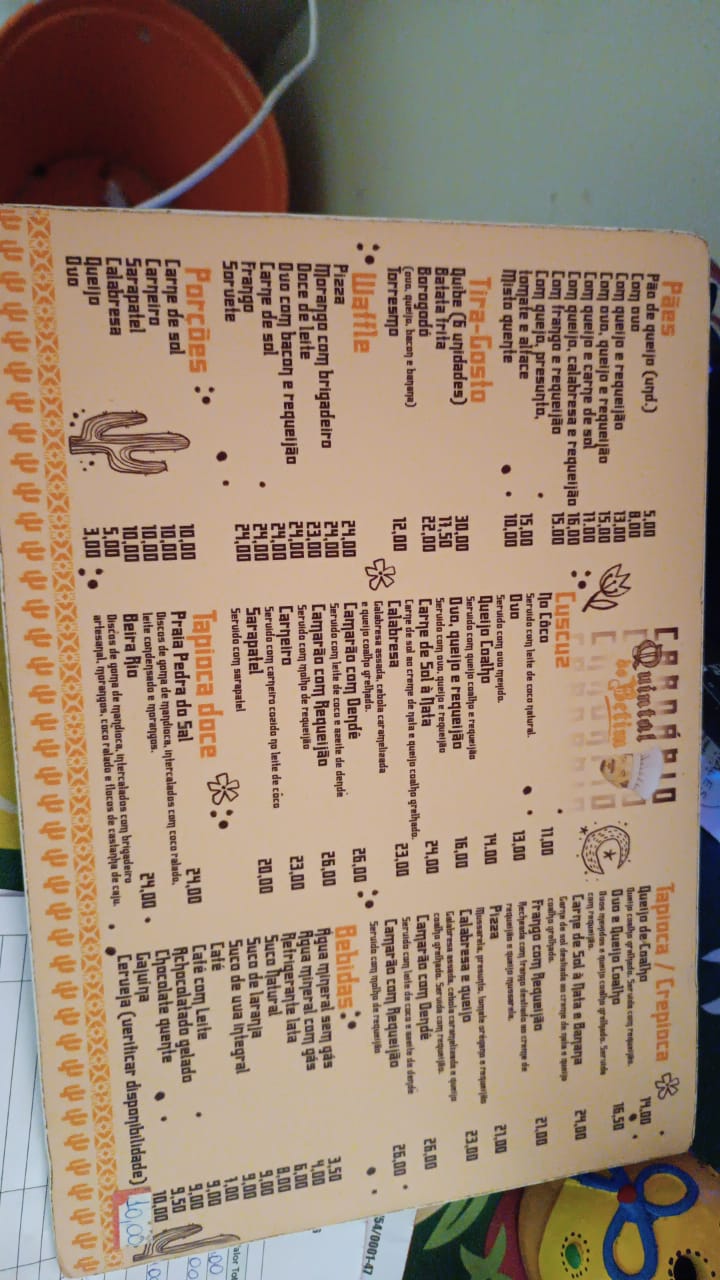 Pães
Pão de queijo (und.) 5,00
Com ovo 8,00
Com queijo e requeijão 13,00
Com ovo, queijo e requeijão 15,00
Com queijo e carne de sol 17,00
Com queijo, calabresa e requeijão 16,00
Com frango e requeijão 15,00
Com queijo, presunto,
tomate e alface 15,00
Misto quente 10,00
Tira-Gosto
Quibe (6 unidades) 30,00
Batata frita 17,50
Borogodó 22,00
(ovo, queijo, bacon e banana)
Torresmo 12,00
Waffle
Pizza 24,00
Morango com brigadeiro 24,00
Doce de leite 23,00
Ovo com bacon e requeijão 24,00
Carne de sol 24,00
Frango 24,00
Sorvete 24,00
Porções
Carne de sol 10,00
Carneiro 10,00
Sarapatel 10,00
Calabresa 10,00
Queijo 5,00
Ovo 3,00
CARDÁPIO
Quintal
da Betina
Cuscuz
No Côco 11,00
Servido com leite de coco natural.
Ovo 13,00
Servido com ovo mexido.
Queijo Coalho 14,00
Servido com queijo coalho e requeijão
Ovo, queijo e requeijão 16,00
Servido com ovo, queijo e requeijão
Carne de Sol à Nata 24,00
Carne de sol ao creme de nata e queijo coalho grelhado.
Calabresa 23,00
Calabresa assada, cebola caramelizada
e queijo coalho grelhado.
Camarão com Dendê 26,00
Servido com leite de coco e azeite de dendê
Camarão com Requeijão 26,00
Servido com molho de requeijão
Carneiro 23,00
Servido com carneiro cozido no leite de côco
Sarapatel 20,00
Servido com sarapatel
Tapioca doce
Praia Pedra do Sal 24,00
Discos de goma de mandioca, intercalados com coco ralado,
leite condensado e morangos.
Beira Rio 24,00
Discos de goma de mandioca, intercalados com brigadeiro
artesanal, morangos, coco ralado e flocos de castanha de caju.
Tapioca / Crepioca
Queijo de Coalho 14,00
Queijo coalho grelhado. Servida com requeijão.
Ovo e Queijo Coalho 16,50
Ovos mexidos e queijo coalho grelhado. Servida
com requeijão.
Carne de Sol à Nata e Banana 24,00
Carne de sol desfiada ao creme de nata e queijo
coalho grelhado.
Frango com Requeijão 21,00
Recheada com frango desfiado ao creme de
requeijão e queijo mussarela.
Pizza 21,00
Mussarela, presunto, tomate orégano e requeijão
Calabresa e queijo 23,00
Calabresa assada, cebola caramelizada e queijo
coalho grelhado. Servida com requeijão.
Camarão com Dendê 26,00
Servido com leite de coco e azeite de dendê
Camarão com Requeijão 26,00
Servido com molho de requeijão
Bebidas
Agua mineral sem gás 3,50
Agua mineral com gás 4,00
Refrigerante lata 6,00
Suco Natural 8,00
Suco de laranja 9,00
Suco de uva integral 9,00
Café 7,00
Café com Leite 9,00
Achocolatado gelado 9,00
Chocolate quente 9,50
Cajuina 10,00
Cerveja (verificar disponibilidade) 10,00
54/0001-47